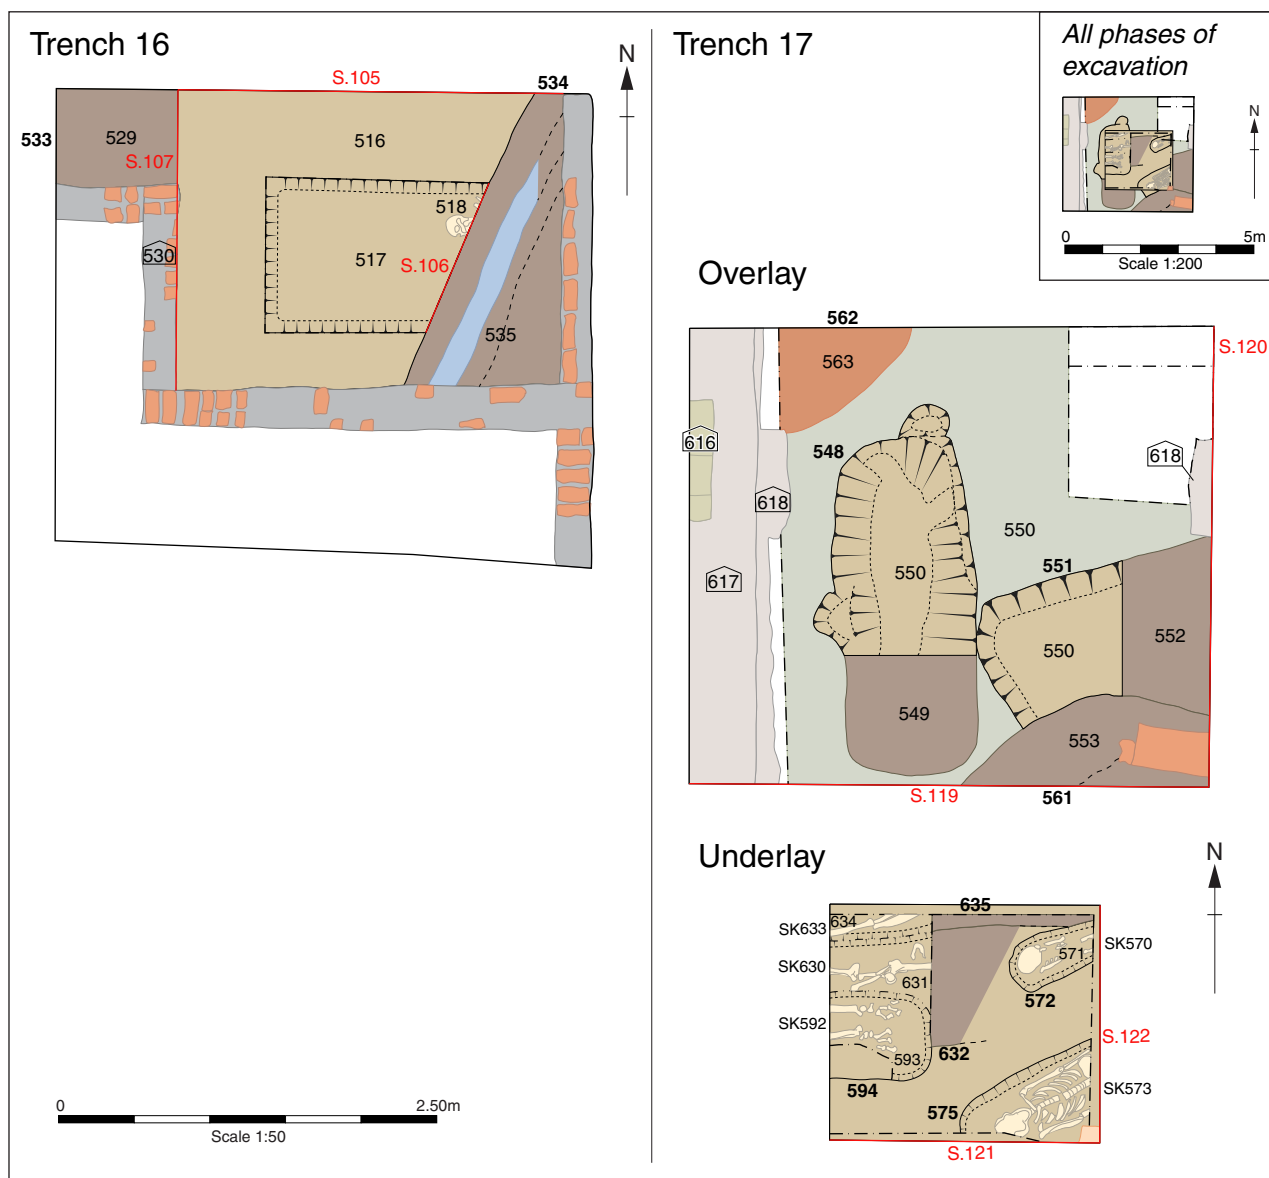 Trench 16
N
S.105
534
533
529
516
S.107
518
530
517
S.106
535
0
2.50m
Scale 1:50
Trench 17
All phases of
excavation
N
0
5m
Scale 1:200
Overlay
562
S.120
563
548
616
618
618
550
551
617
550
552
550
549
553
S.119
561
Underlay
N
635
634
SK633
SK570
571
SK630
631
572
SK592
S.122
593
632
594
575
SK573
S.121